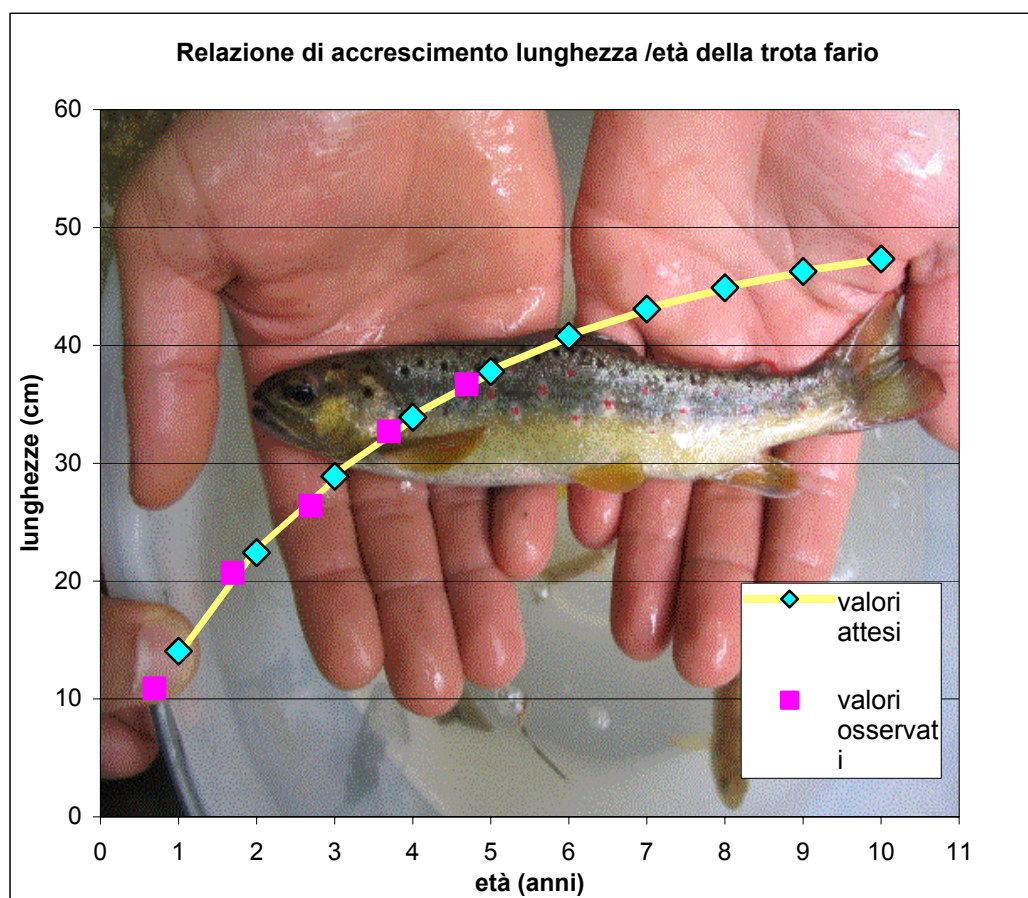 Relazione di accrescimento lunghezza /età della trota fario
60
50
40
30
20
10
0
lunghezze (cm)
0 1 2 3 4 5 6 7 8 9 10 11
età (anni)
valori
attesi
valori
osservat
i